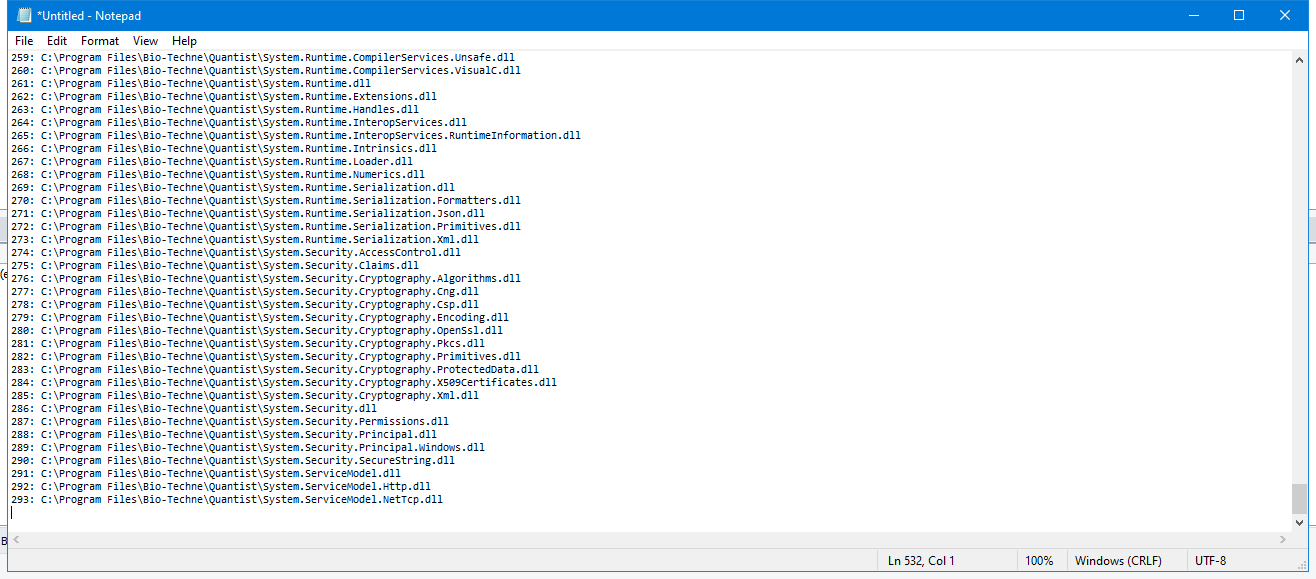 *Untitled - Notepad
File Edit Format View Help
259: C:\Program Files\Bio-Techne\Quantist\System.Runtime.CompilerServices.Unsafe.dll
260: C:\Program Files\Bio-Techne\Quantist\System.Runtime.CompilerServices.VisualC.dll
261: C:\Program Files\Bio-Techne\Quantist\System.Runtime.dll
262: C:\Program Files\Bio-Techne\Quantist\System.Runtime.Extensions.dll
263: C:\Program Files\Bio-Techne\Quantist\System.Runtime.Handles.dll
264: C:\Program Files\Bio-Techne\Quantist\System.Runtime.InteropServices.dll
265: C:\Program Files\Bio-Techne\Quantist\System.Runtime.InteropServices.RuntimeInformation.dll
266: C:\Program Files\Bio-Techne\Quantist\System.Runtime.Intrinsics.dll
267: C:\Program Files\Bio-Techne\Quantist\System.Runtime.Loader.dll
268: C:\Program Files\Bio-Techne\Quantist\System.Runtime.Numerics.dll
269: C:\Program Files\Bio-Techne\Quantist\System.Runtime.Serialization.dll
270: C:\Program Files\Bio-Techne\Quantist\System.Runtime.Serialization.Formatters.dll
271: C:\Program Files\Bio-Techne\Quantist\System.Runtime.Serialization.Json.dll
272: C:\Program Files\Bio-Techne\Quantist\System.Runtime.Serialization.Primitives.dll
273: C:\Program Files\Bio-Techne\Quantist\System.Runtime.Serialization.Xml.dll
274: C:\Program Files\Bio-Techne\Quantist\System.Security.AccessControl.dll
275: C:\Program Files\Bio-Techne\Quantist\System.Security.Claims.dll
276: C:\Program Files\Bio-Techne\Quantist\System.Security.Cryptography.Algorithms.dll
277: C:\Program Files\Bio-Techne\Quantist\System.Security.Cryptography.Cng.dll
278: C:\Program Files\Bio-Techne\Quantist\System.Security.Cryptography.Csp.dll
279: C:\Program Files\Bio-Techne\Quantist\System.Security.Cryptography.Encoding.dll
280: C:\Program Files\Bio-Techne\Quantist\System.Security.Cryptography.OpenSsl.dll
281: C:\Program Files\Bio-Techne\Quantist\System.Security.Cryptography.Pkcs.dll
282: C:\Program Files\Bio-Techne\Quantist\System.Security.Cryptography.Primitives.dll
283: C:\Program Files\Bio-Techne\Quantist\System.Security.Cryptography.ProtectedData.dll
284: C:\Program Files\Bio-Techne\Quantist\System.Security.Cryptography.X509Certificates.dll
285: C:\Program Files\Bio-Techne\Quantist\System.Security.Cryptography.Xml.dll
286: C:\Program Files\Bio-Techne\Quantist\System.Security.dll
287: C:\Program Files\Bio-Techne\Quantist\System.Security.Permissions.dll
288: C:\Program Files\Bio-Techne\Quantist\System.Security.Principal.dll
289: C:\Program Files\Bio-Techne\Quantist\System.Security.Principal.Windows.dll
290: C:\Program Files\Bio-Techne\Quantist\System.Security.SecureString.dll
291: C:\Program Files\Bio-Techne\Quantist\System.ServiceModel.dll
292: C:\Program Files\Bio-Techne\Quantist\System.ServiceModel.Http.dll
293: C:\Program Files\Bio-Techne\Quantist\System.ServiceModel.NetTcp.dll
Ln 532, Col 1 100% Windows (CRLF) UTF-8